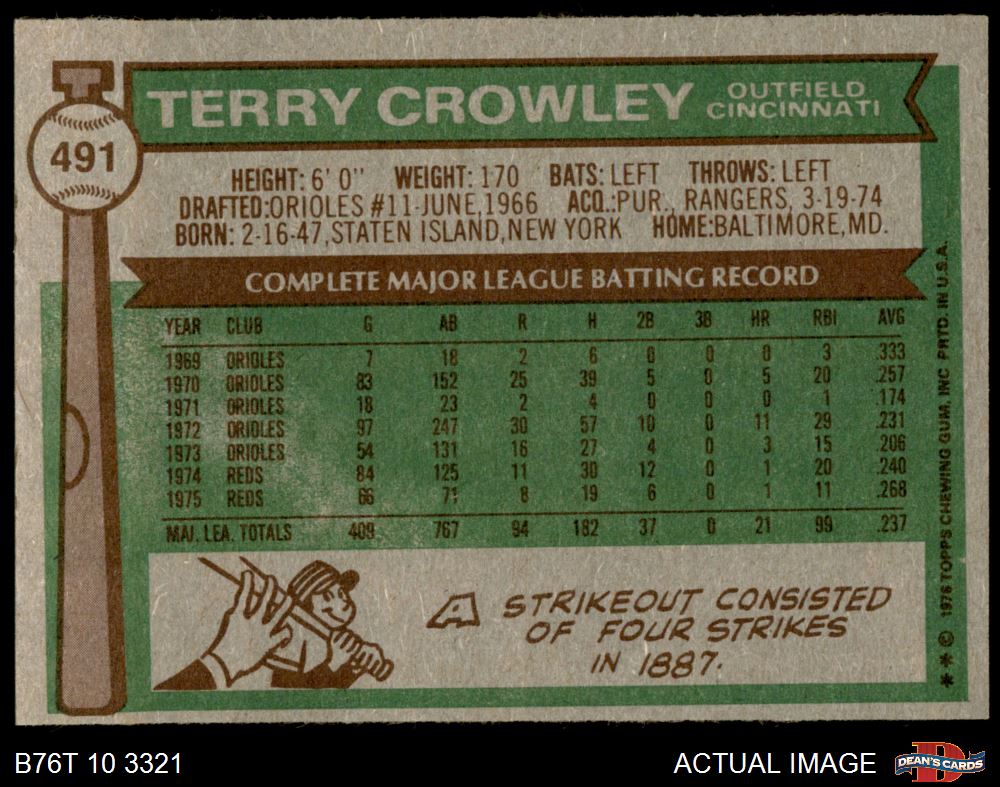 TERRY CROWLEY
OUTFIELD
CINCINNATI
491
HEIGHT: 6' 0" WEIGHT: 170 BATS: LEFT THROWS: LEFT
DRAFTED:ORIOLES #11-JUNE,1966 ACQ.:PUR., RANGERS, 3-19-74
BORN: 2-16-47,STATEN ISLAND,NEW YORK HOME:BALTIMORE,MD.
COMPLETE MAJOR LEAGUE BATTING RECORD
YEAR CLUB G AB R H 2B 3B HR RBI AVG
1969 ORIOLES 7 18 2 6 0 0 0 3 .333
1970 ORIOLES 83 152 25 39 5 0 5 20 .257
1971 ORIOLES 18 23 2 4 0 0 0 1 .174
1972 ORIOLES 97 247 30 57 10 0 11 29 .231
1973 ORIOLES 54 131 16 27 4 0 3 15 .206
1974 REDS 84 125 11 30 12 0 1 20 .240
1975 REDS 66 71 8 19 6 0 1 11 .268
MAJ. LEA. TOTALS 409 767 94 182 37 0 21 99 .237
A STRIKEOUT CONSISTED
OF FOUR STRIKES
IN 1887.
** © 1976 TOPPS CHEWING GUM, INC PRTD. IN U.S.A.
B76T 10 3321
ACTUAL IMAGE
D
DEAN'S CARDS